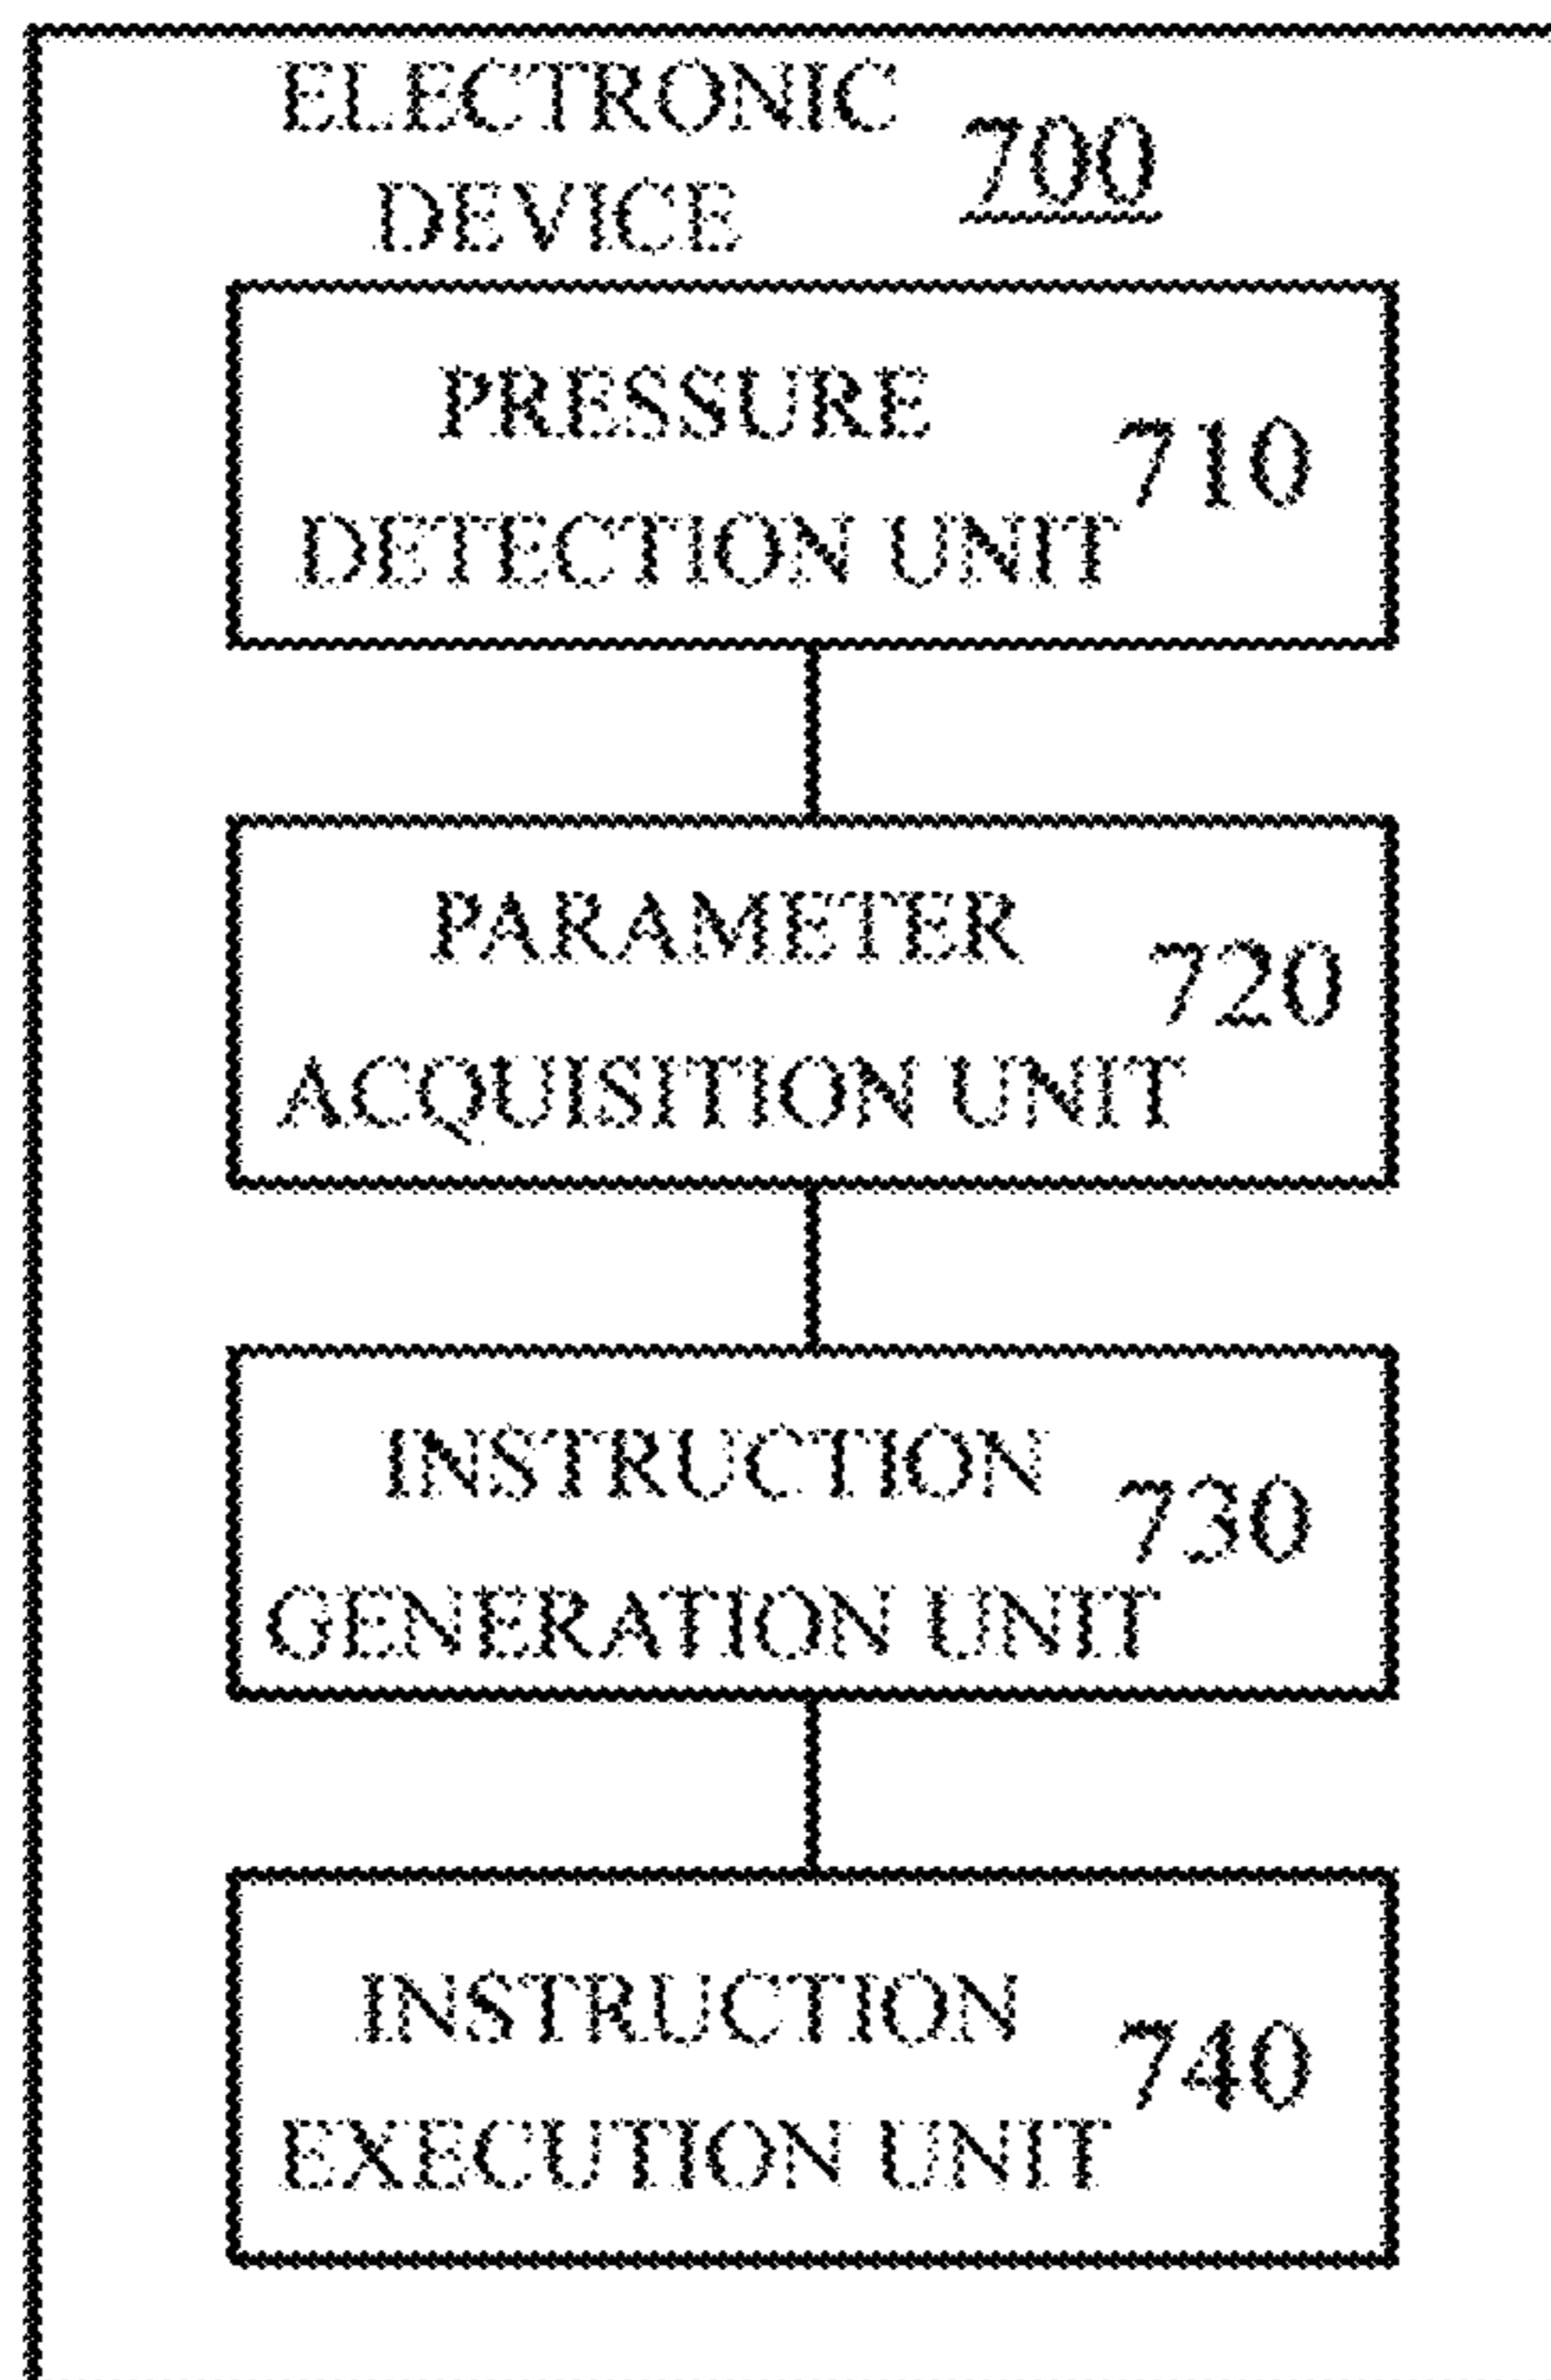 ELECTRONIC
DEVICE
700
PRESSURE
DETECTION UNIT
710
PARAMETER
ACQUISITION UNIT
720
INSTRUCTION
GENERATION UNIT
730
INSTRUCTION
EXECUTION UNIT
740